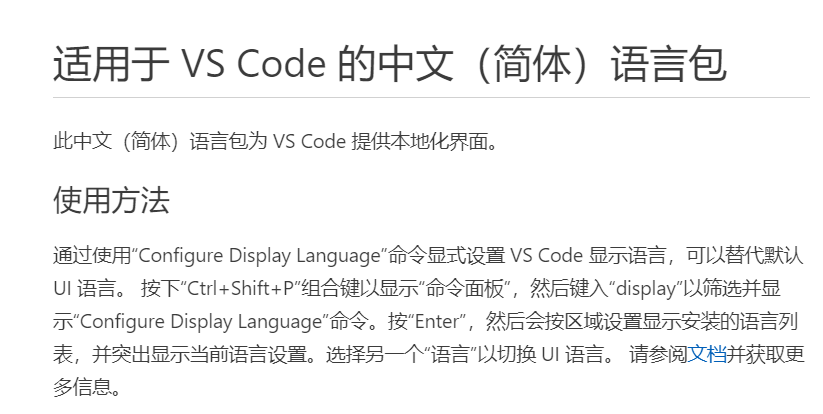 适用于 VS Code 的中文（简体）语言包
此中文（简体）语言包为 VS Code 提供本地化界面。
使用方法
通过使用“Configure Display Language”命令显式设置 VS Code 显示语言，可以替代默认
UI 语言。 按下“Ctrl+Shift+P”组合键以显示“命令面板”，然后键入“display”以筛选并显
示“Configure Display Language”命令。按“Enter”，然后会按区域设置显示安装的语言列
表，并突出显示当前语言设置。选择另一个“语言”以切换 UI 语言。 请参阅文档并获取更
多信息。